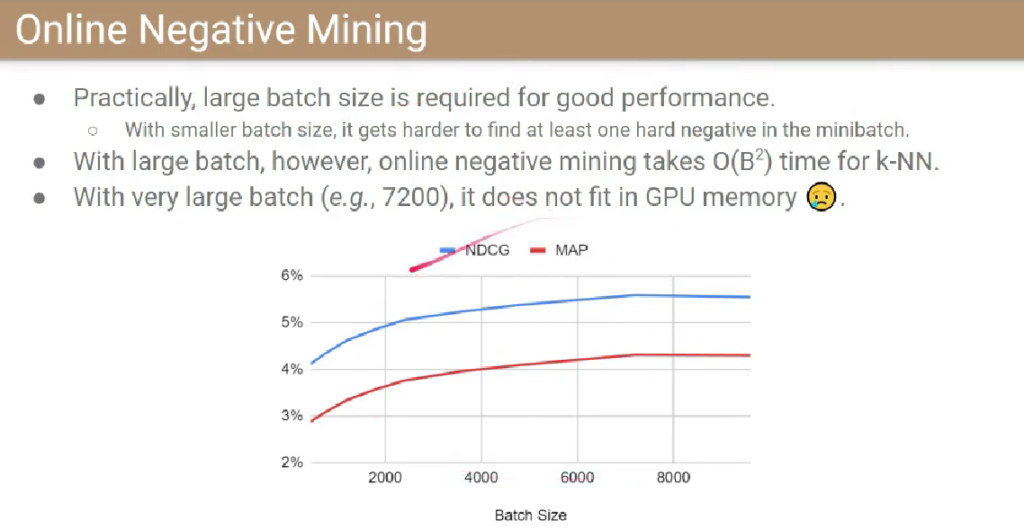 Online Negative Mining
Practically, large batch size is required for good performance.
With smaller batch size, it gets harder to find at least one hard negative in the minibatch.
With large batch, however, online negative mining takes O(B²) time for k-NN.
With very large batch (e.g., 7200), it does not fit in GPU memory 😥.
NDCG MAP
6%
5%
4%
3%
2%
2000 4000 6000 8000
Batch Size